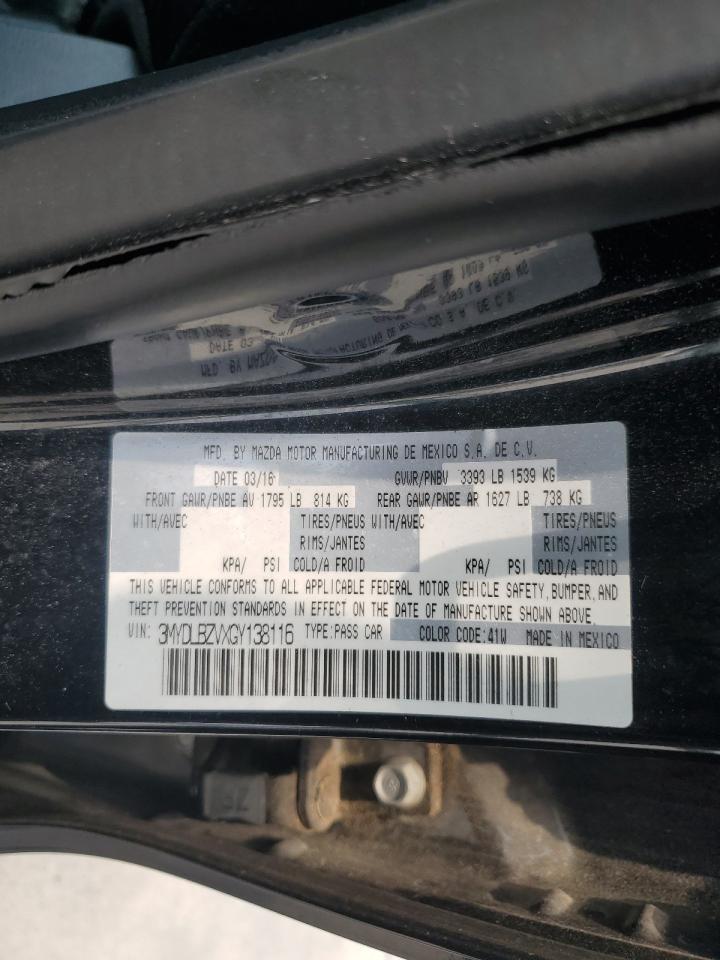 MFD. BY MAZDA MOTOR MANUFACTURING DE MEXICO S.A. DE C.V.
DATE 03/16 GVWR/PNBV 3393 LB 1539 KG
FRONT GAWR/PNBE AV 1795 LB 814 KG REAR GAWR/PNBE AR 1627 LB 738 KG
WITH/AVEC TIRES/PNEUS WITH/AVEC TIRES/PNEUS
RIMS/JANTES RIMS/JANTES
KPA/ PSI COLD/A FROID KPA/ PSI COLD/A FROID
THIS VEHICLE CONFORMS TO ALL APPLICABLE FEDERAL MOTOR VEHICLE SAFETY, BUMPER, AND
THEFT PREVENTION STANDARDS IN EFFECT ON THE DATE OF MANUFACTURE SHOWN ABOVE.
VIN: 3MYDLBZVXGY138116 TYPE:PASS CAR COLOR CODE:41W MADE IN MEXICO